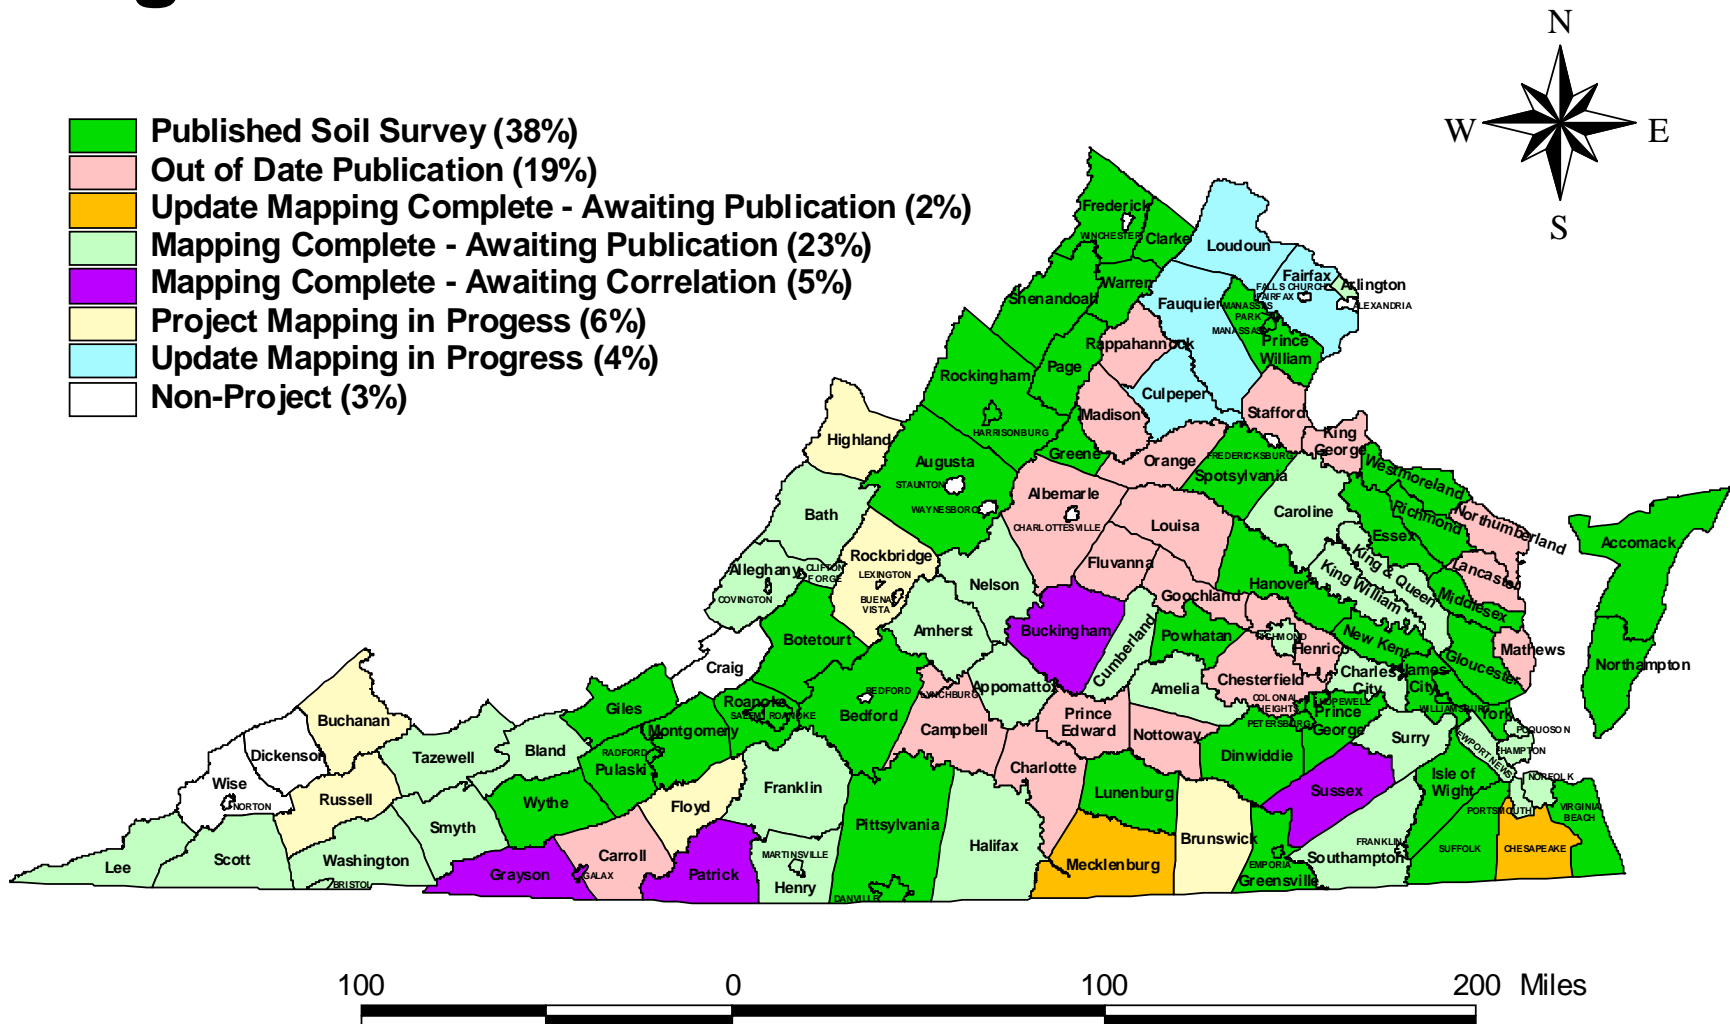 N
W
E
S
Published Soil Survey (38%)
Out of Date Publication (19%)
Update Mapping Complete - Awaiting Publication (2%)
Mapping Complete - Awaiting Publication (23%)
Mapping Complete - Awaiting Correlation (5%)
Project Mapping in Progess (6%)
Update Mapping in Progress (4%)
Non-Project (3%)
Frederick
WINCHESTER
Clarke
Loudoun
Fairfax
FALLS CHURCH
FAIRFAX
Arlington
ALEXANDRIA
Warren
Shenandoah
Fauquier
MANASSAS
PARK
MANASSAS
Prince
William
Rappahannock
Page
Rockingham
Culpeper
Madison
Stafford
HARRISONBURG
Highland
King
George
Greene
Orange
FREDERICKSBURG
Spotsylvania
Westmoreland
Augusta
STAUNTON
WAYNESBORO
Albemarle
CHARLOTTESVILLE
Louisa
Caroline
Richmond
Northumberland
Essex
Accomack
Bath
Rockbridge
LEXINGTON
BUENA
VISTA
Alleghany
CLIFTON
FORGE
COVINGTON
Nelson
Fluvanna
Goochland
Hanover
King & Queen
King William
Lancaster
Middlesex
Botetourt
Amherst
Buckingham
Cumberland
Powhatan
RICHMOND
Henrico
New Kent
Gloucester
Mathews
Northampton
Craig
BEDFORD
Bedford
LYNCHBURG
Appomattox
Amelia
Chesterfield
COLONIAL
HEIGHTS
Charles
City
James
City
WILLIAMSBURG
York
POQUOSON
HAMPTON
NEWPORT NEWS
NORFOLK
Giles
Roanoke
SALEM
ROANOKE
Montgomery
RADFORD
Pulaski
Campbell
Prince
Edward
Nottoway
PETERSBURG
HOPEWELL
Prince
George
Dinwiddie
Surry
Buchanan
Dickenson
Wise
NORTON
Tazewell
Bland
Russell
Wythe
Floyd
Franklin
Charlotte
Lunenburg
Sussex
Isle of
Wight
PORTSMOUTH
VIRGINIA
BEACH
Lee
Scott
Washington
BRISTOL
Smyth
Grayson
Carroll
GALAX
Patrick
MARTINSVILLE
Henry
Pittsylvania
DANVILLE
Halifax
Mecklenburg
Brunswick
EMPORIA
Greensville
FRANKLIN
Southampton
SUFFOLK
CHESAPEAKE
100 0 100 200 Miles